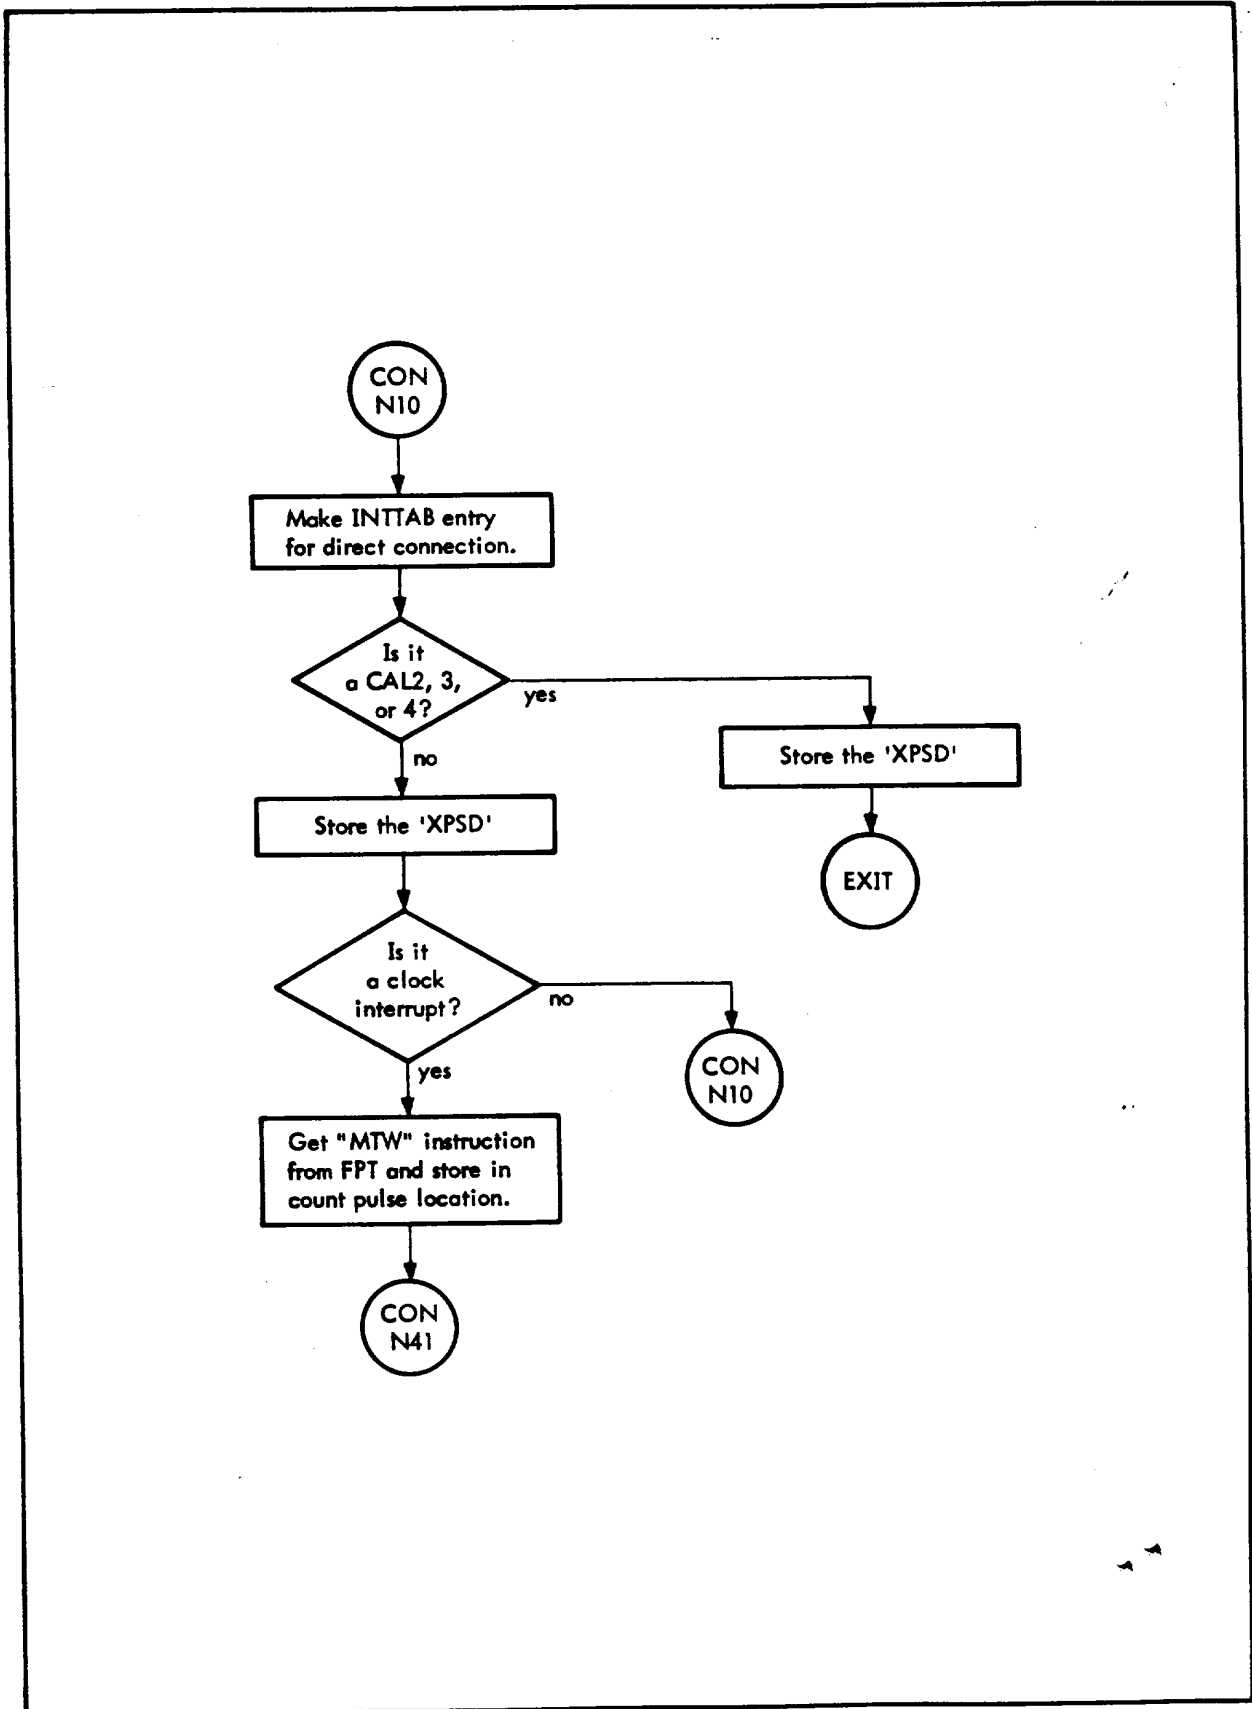 CON
N10
Make INTTAB entry
for direct connection.
Is it
a CAL2, 3,
or 4?
yes
no
Store the 'XPSD'
Store the 'XPSD'
EXIT
Is it
a clock
interrupt?
no
yes
CON
N10
Get "MTW" instruction
from FPT and store in
count pulse location.
CON
N41